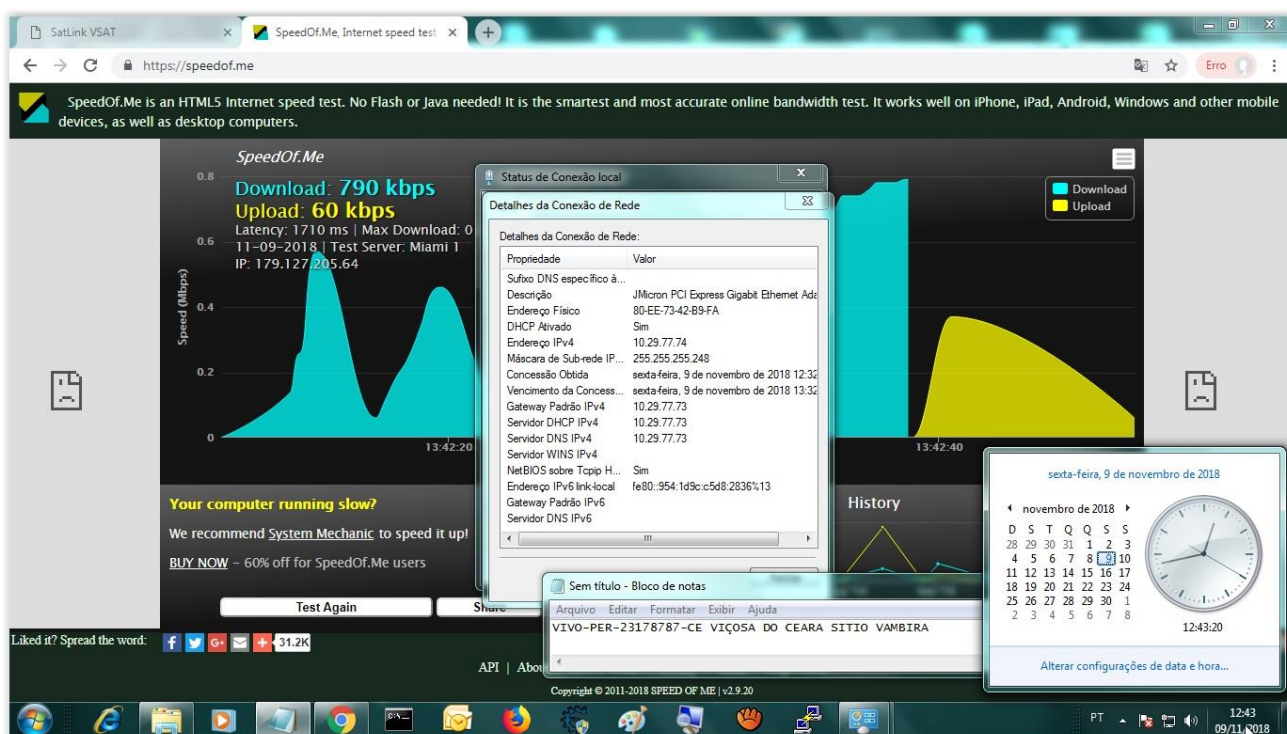 SatLink VSAT
SpeedOf.Me, Internet speed test
https://speedof.me
Erro
SpeedOf.Me is an HTML5 Internet speed test. No Flash or Java needed! It is the smartest and most accurate online bandwidth test. It works well on iPhone, iPad, Android, Windows and other mobile
devices, as well as desktop computers.
SpeedOf.Me
Download: 790 kbps
Upload: 60 kbps
Latency: 1710 ms | Max Download: 0
11-09-2018 | Test Server: Miami 1
IP: 179.127.205.64
0.8
0.6
0.4
0.2
0
Speed (Mbps)
13:42:20
13:42:40
Download
Upload
Status de Conexão local
Detalhes da Conexão de Rede
Detalhes da Conexão de Rede:
Propriedade Valor
Sufixo DNS específico à...
Descrição JMicron PCI Express Gigabit Ethernet Ada
Endereço Físico 80-EE-73-42-B9-FA
DHCP Ativado Sim
Endereço IPv4 10.29.77.74
Máscara de Sub-rede IP... 255.255.255.248
Concessão Obtida sexta-feira, 9 de novembro de 2018 12:32
Vencimento da Concess... sexta-feira, 9 de novembro de 2018 13:32
Gateway Padrão IPv4 10.29.77.73
Servidor DHCP IPv4 10.29.77.73
Servidor DNS IPv4 10.29.77.73
Servidor WINS IPv4
NetBIOS sobre Tcpip H... Sim
Endereço IPv6 link-local fe80::954:1d9c:c5d8:2836%13
Gateway Padrão IPv6
Servidor DNS IPv6
Your computer running slow?
We recommend System Mechanic to speed it up!
BUY NOW - 60% off for SpeedOf.Me users
Test Again
Share
History
Sem título - Bloco de notas
Arquivo Editar Formatar Exibir Ajuda
VIVO-PER-23178787-CE VIÇOSA DO CEARA SITIO VAMBIRA
sexta-feira, 9 de novembro de 2018
novembro de 2018
D S T Q Q S S
28 29 30 31 1 2 3
4 5 6 7 8 9 10
11 12 13 14 15 16 17
18 19 20 21 22 23 24
25 26 27 28 29 30 1
2 3 4 5 6 7 8
12:43:20
Alterar configurações de data e hora...
Liked it? Spread the word:
31.2K
API | Abou
Copyright © 2011-2018 SPEED OF ME | v2.9.20
PT
12:43
09/11/2018